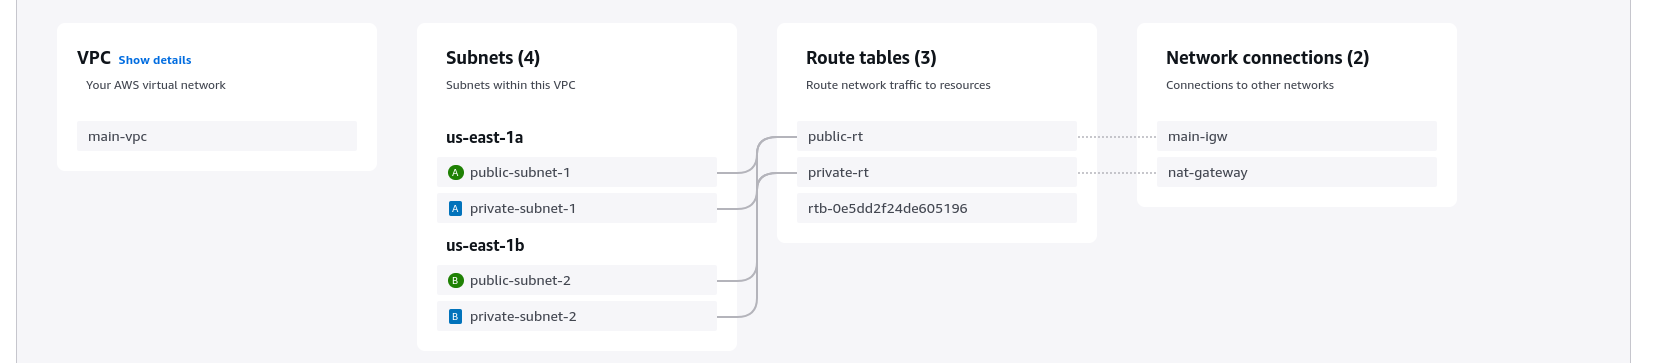 VPC Show details
Your AWS virtual network
main-vpc
Subnets (4)
Subnets within this VPC
us-east-1a
A public-subnet-1
A private-subnet-1
us-east-1b
B public-subnet-2
B private-subnet-2
Route tables (3)
Route network traffic to resources
public-rt
private-rt
rtb-0e5dd2f24de605196
Network connections (2)
Connections to other networks
main-igw
nat-gateway